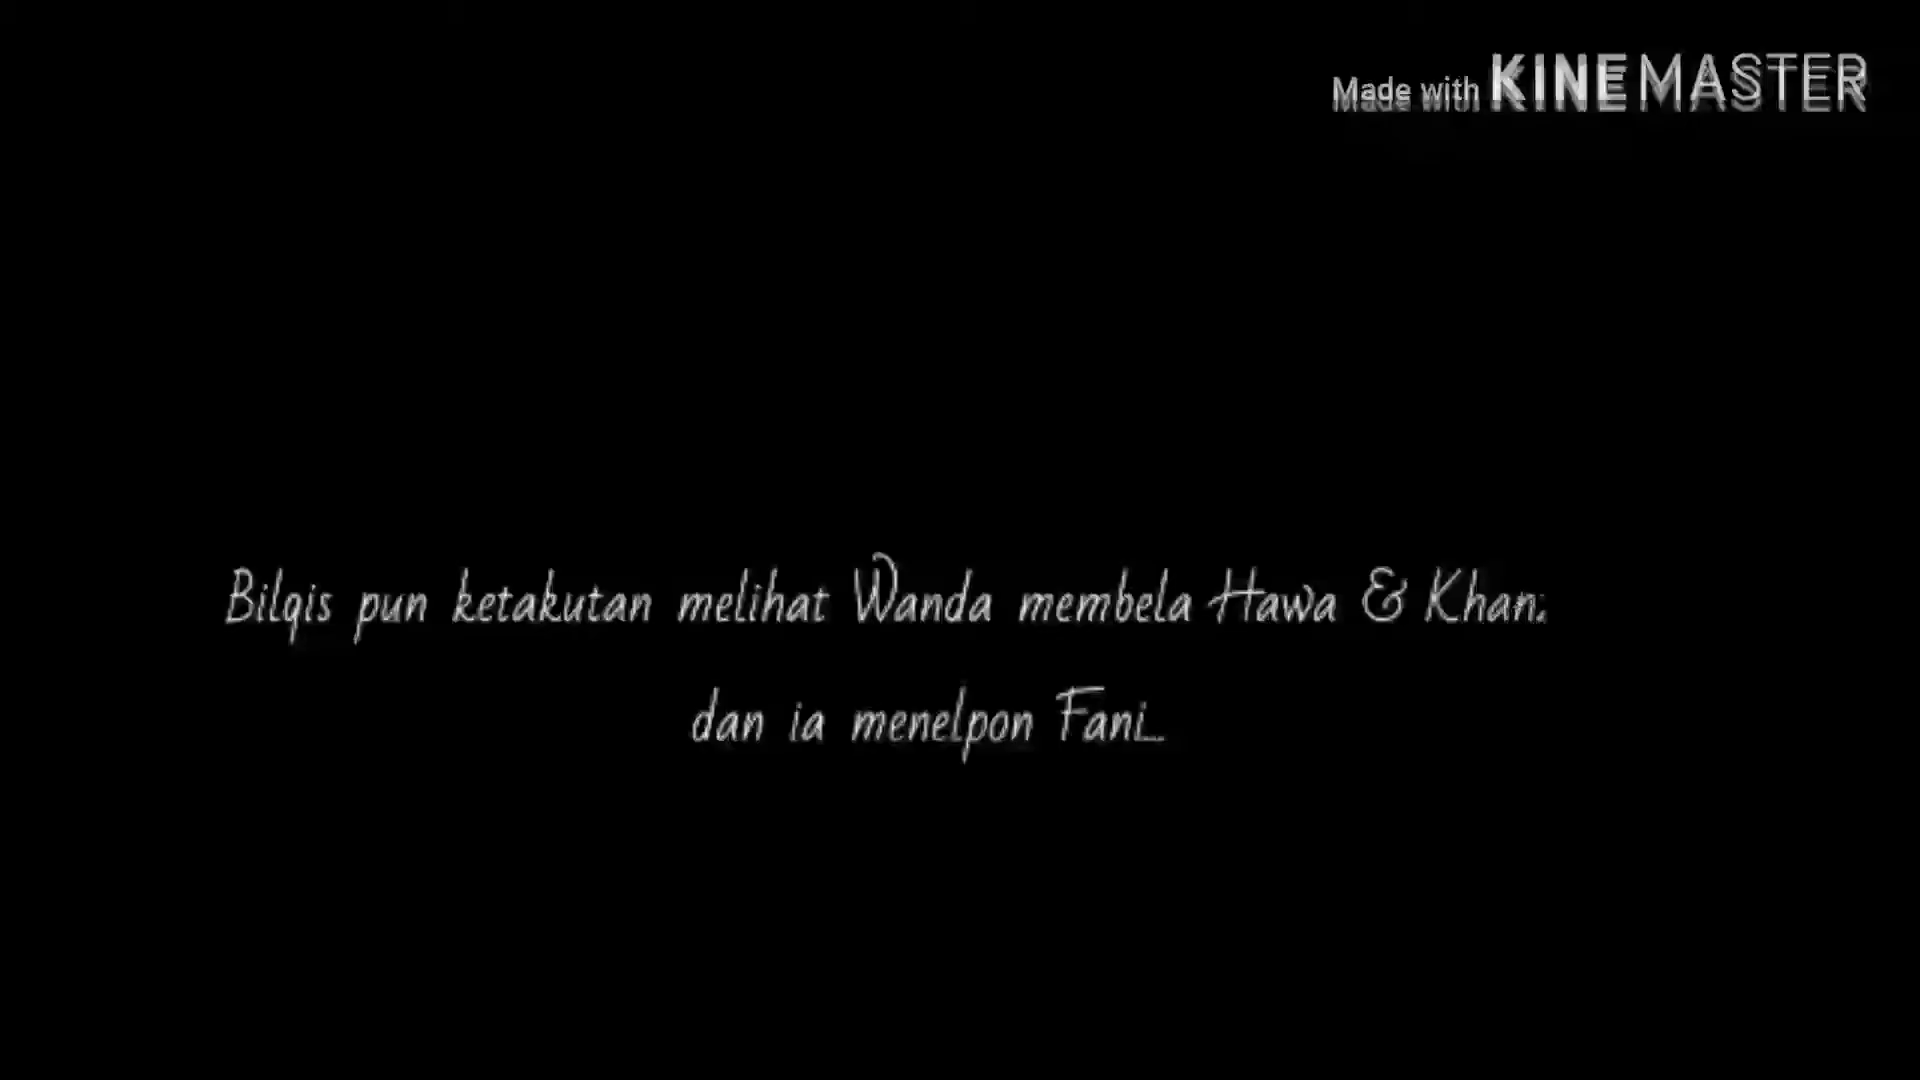 Made with KINEMASTER
Bilqis pun ketakutan melihat Wanda membela Hawa & Khan.
dan ia menelpon Fani...